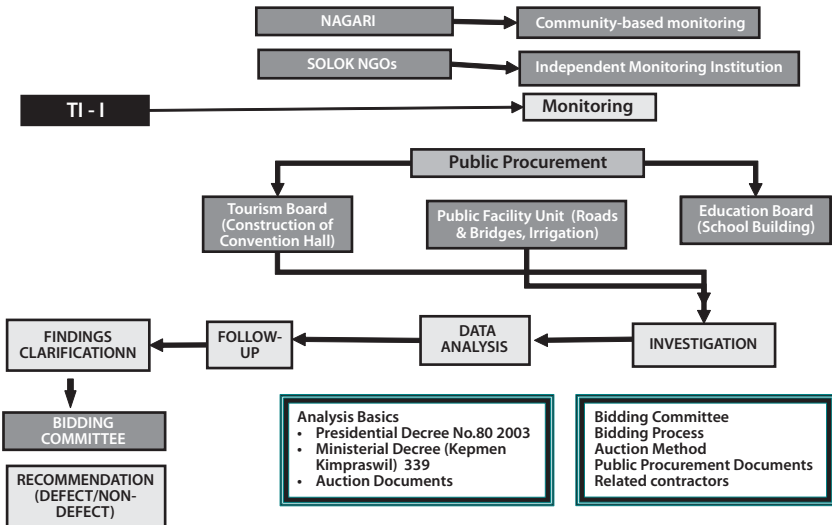 NAGARI
Community-based monitoring
SOLOK NGOs
Independent Monitoring Institution
TI - I
Monitoring
Public Procurement
Tourism Board
(Construction of
Convention Hall)
Public Facility Unit (Roads
& Bridges, Irrigation)
Education Board
(School Building)
FINDINGS
CLARIFICATIONN
FOLLOW-
UP
DATA
ANALYSIS
INVESTIGATION
BIDDING
COMMITTEE
RECOMMENDATION
(DEFECT/NON-
DEFECT)
Analysis Basics
• Presidential Decree No.80 2003
• Ministerial Decree (Kepmen
Kimpraswil) 339
• Auction Documents
Bidding Committee
Bidding Process
Auction Method
Public Procurement Documents
Related contractors